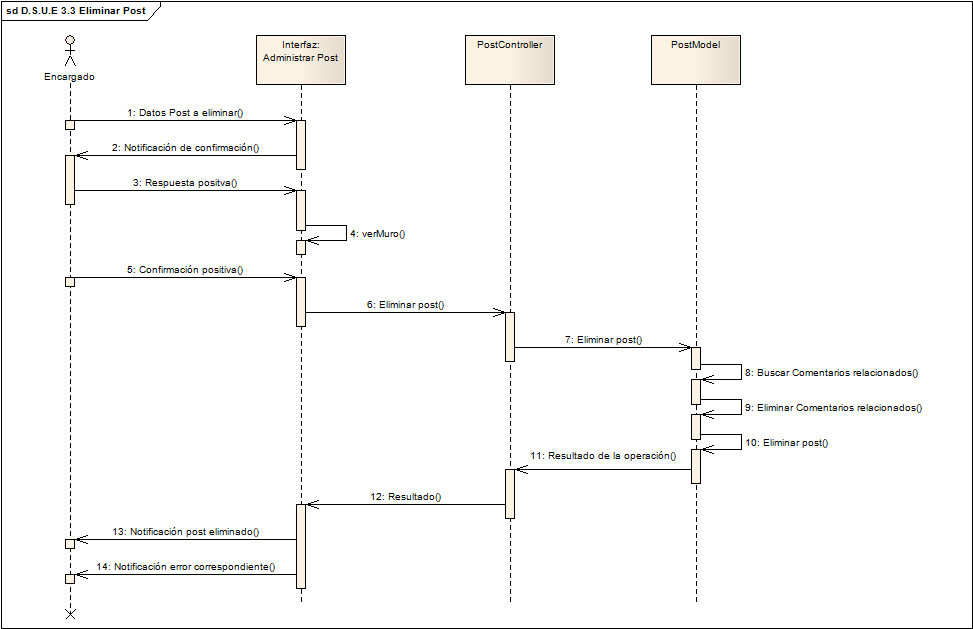 sd D.S.U.E 3.3 Eliminar Post
Encargado
Interfaz:
Administrar Post
PostController
PostModel
1: Datos Post a eliminar()
2: Notificación de confirmación()
3: Respuesta positva()
4: verMuro()
5: Confirmación positiva()
6: Eliminar post()
7: Eliminar post()
8: Buscar Comentarios relacionados()
9: Eliminar Comentarios relacionados()
10: Eliminar post()
11: Resultado de la operación()
12: Resultado()
13: Notificación post eliminado()
14: Notificación error correspondiente()